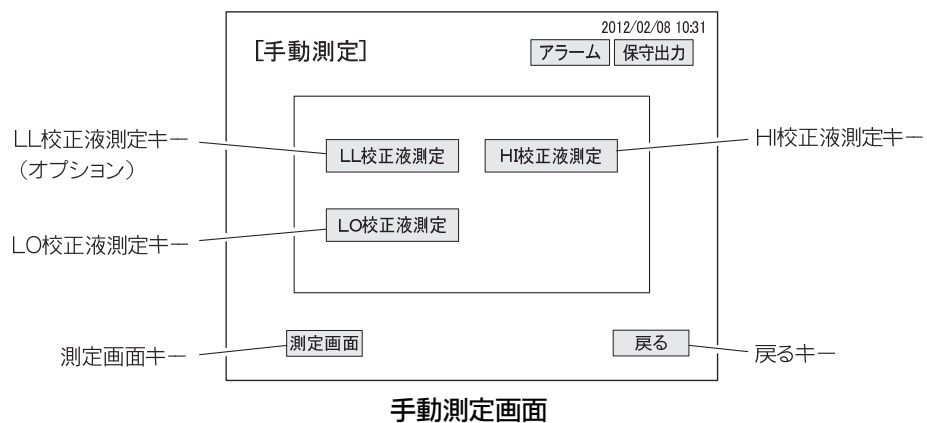 2012/02/08 10:31
[手動測定]
アラーム 保守出力
LL校正液測定キー
(オプション)
LL校正液測定 HI校正液測定
HI校正液測定キー
LO校正液測定
LO校正液測定キー
測定画面 戻る
測定画面キー
戻るキー
手動測定画面